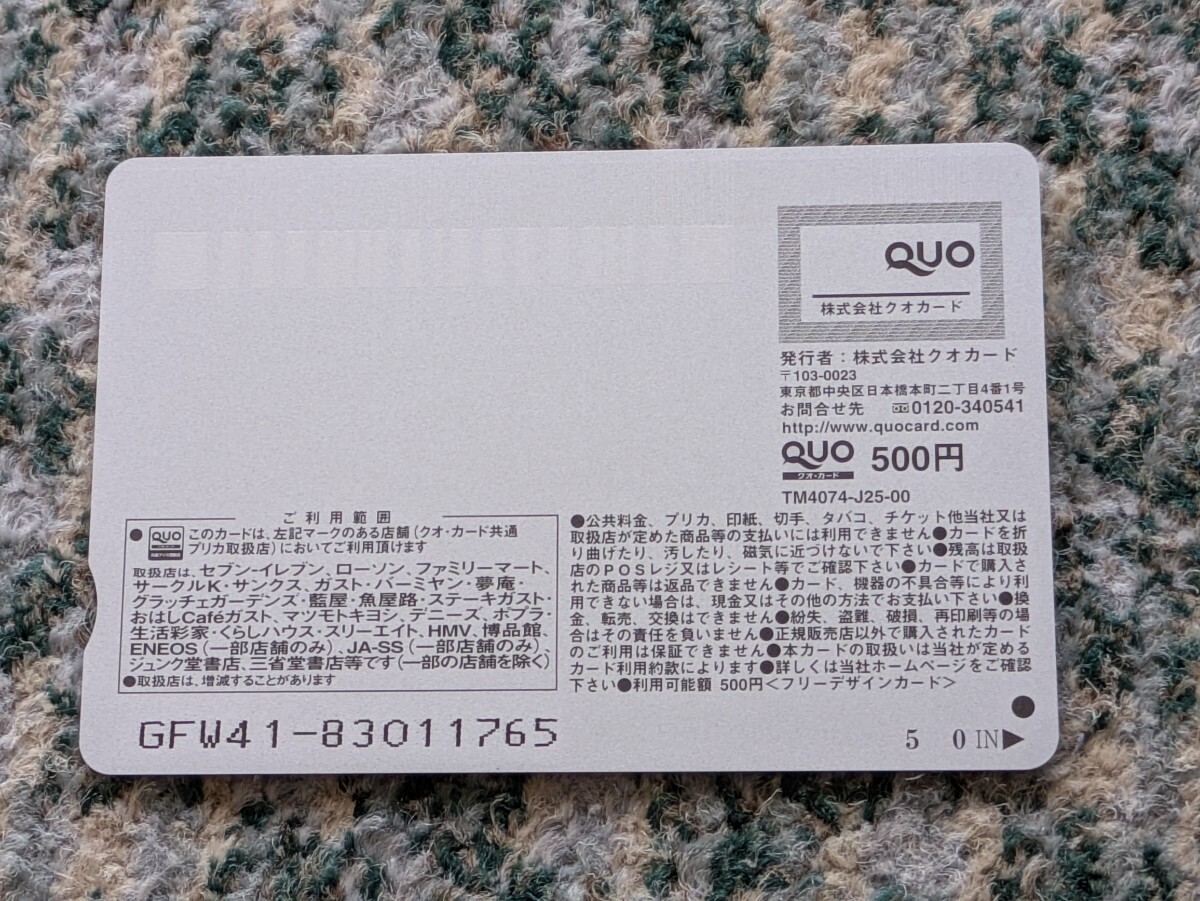 QUO
株式会社クオカード
発行者：株式会社クオカード
〒103-0023
東京都中央区日本橋本町二丁目4番1号
お問合せ先 0120-340541
http://www.quocard.com
QUO 500円
クオ・カード
TM4074-J25-00
ご利用範囲
QUO
このカードは、左記マークのある店舗（クオ・カード共通
プリカ取扱店）においてご利用頂けます
取扱店は、セブン-イレブン、ローソン、ファミリーマート、
サークルK・サンクス、ガスト・バーミヤン・夢庵・
グラッチェガーデンズ・藍屋・魚屋路・ステーキガスト・
おはしCaféガスト、マツモトキヨシ、デニーズ、ポプラ・
生活彩家・くらしハウス・スリーエイト、HMV、博品館、
ENEOS（一部店舗のみ）、JA-SS（一部店舗のみ）、
ジュンク堂書店、三省堂書店等です（一部の店舗を除く）
●取扱店は、増減することがあります
●公共料金、プリカ、印紙、切手、タバコ、チケット他当社又は
取扱店が定めた商品等の支払いには利用できません●カードを折
り曲げたり、汚したり、磁気に近づけないで下さい●残高は取扱
店のPOSレジ又はレシート等でご確認下さい●カードで購入さ
れた商品等は返品できません●カード、機器の不具合等により利
用できない場合は、現金又はその他の方法でお支払い下さい●換
金、転売、交換はできません●紛失、盗難、破損、再印刷等の場
合はその責任を負いません●正規販売店以外で購入されたカード
のご利用は保証できません●本カードの取扱いは当社が定める
カード利用約款によります●詳しくは当社ホームページをご確認
下さい●利用可能額 500円＜フリーデザインカード＞
GFW41-83011765
5 0 IN▶